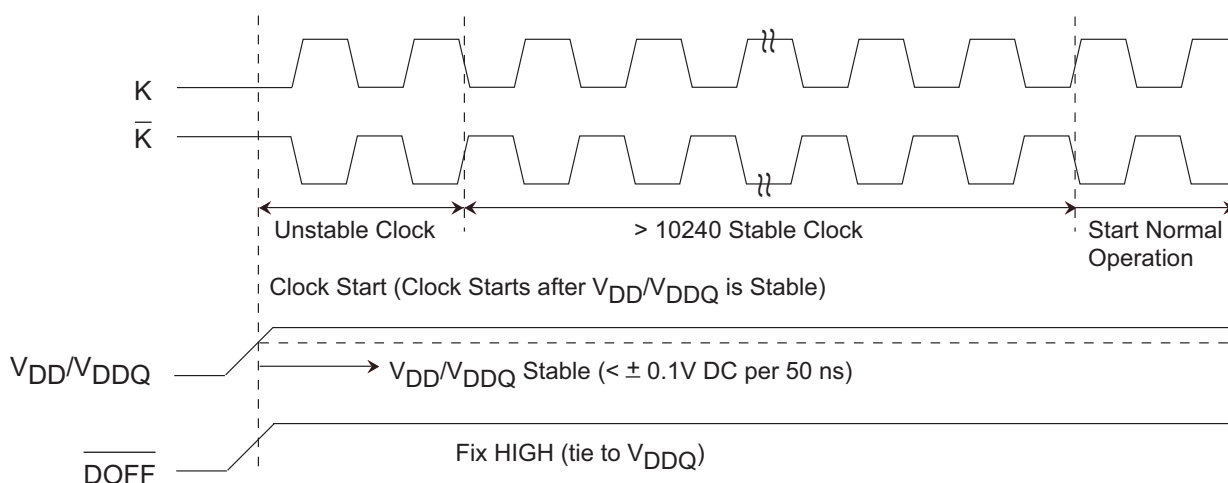 K
K̅
Unstable Clock
> 10240 Stable Clock
Start Normal
Operation
Clock Start (Clock Starts after VDD/VDDQ is Stable)
VDD/VDDQ
VDD/VDDQ Stable (< ± 0.1V DC per 50 ns)
D̅O̅F̅F̅
Fix HIGH (tie to VDDQ)